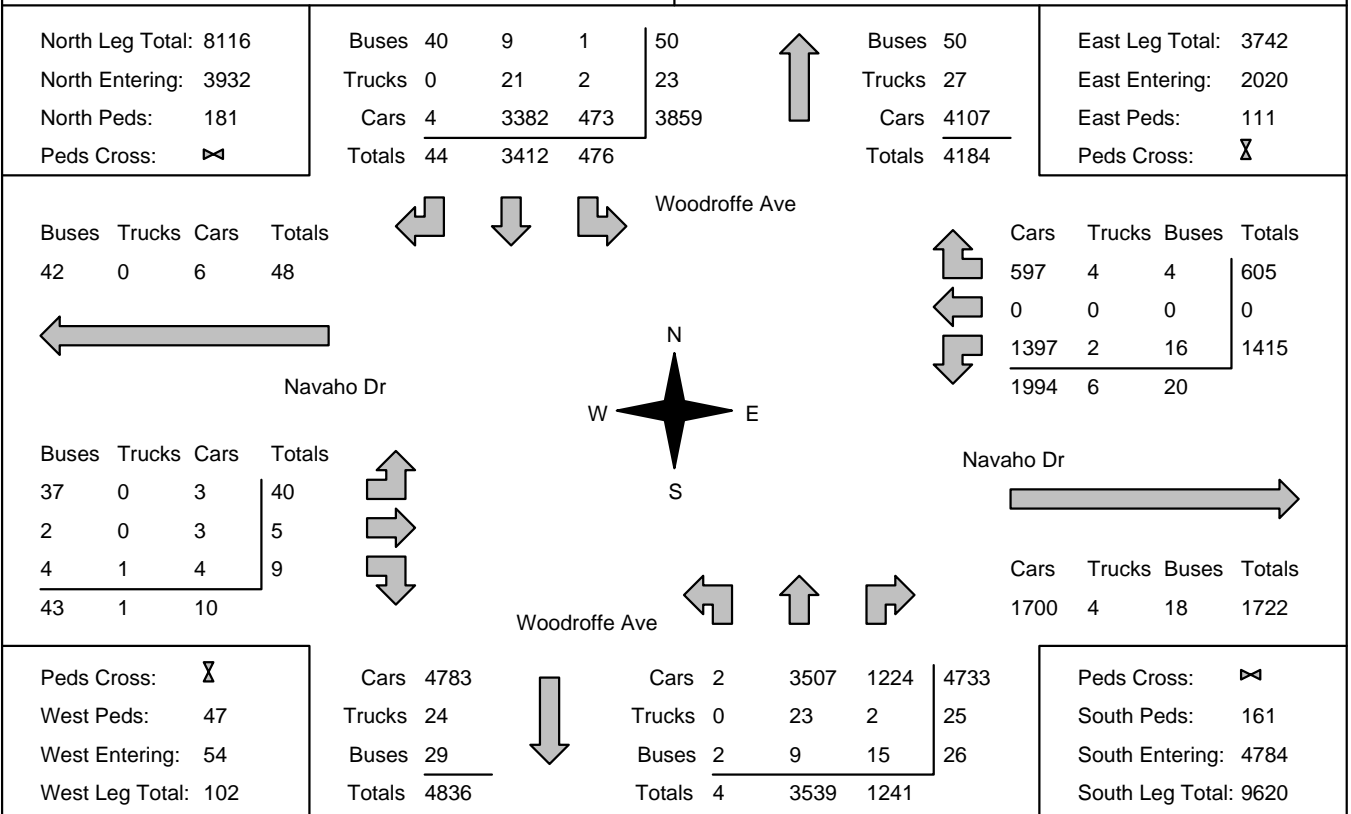 North Leg Total: 8116
North Entering: 3932
North Peds: 181
Peds Cross:
Buses 40 9 1 50
Trucks 0 21 2 23
Cars 4 3382 473 3859
Totals 44 3412 476
Buses 50
Trucks 27
Cars 4107
Totals 4184
East Leg Total: 3742
East Entering: 2020
East Peds: 111
Peds Cross:
Woodroffe Ave
Buses Trucks Cars Totals
42 0 6 48
Cars Trucks Buses Totals
597 4 4 605
0 0 0 0
1397 2 16 1415
1994 6 20
Navaho Dr
N
W E
S
Buses Trucks Cars Totals
37 0 3 40
2 0 3 5
4 1 4 9
43 1 10
Navaho Dr
Cars Trucks Buses Totals
1700 4 18 1722
Woodroffe Ave
Peds Cross:
West Peds: 47
West Entering: 54
West Leg Total: 102
Cars 4783
Trucks 24
Buses 29
Totals 4836
Cars 2 3507 1224 4733
Trucks 0 23 2 25
Buses 2 9 15 26
Totals 4 3539 1241
Peds Cross:
South Peds: 161
South Entering: 4784
South Leg Total: 9620